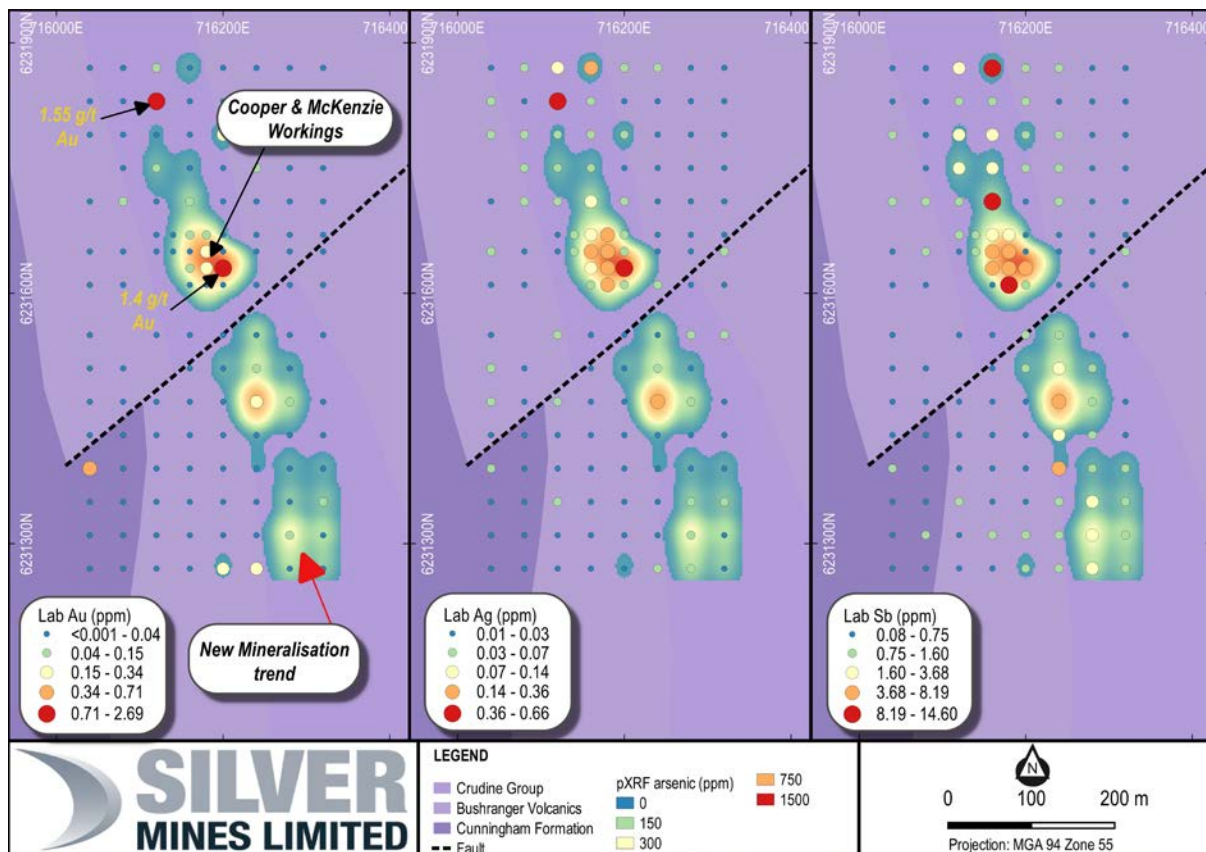 716000E
716200E
716400
716200E
716400
716200E
716400
6231900N
6231600N
6231300N
1.55 g/t
Au
Cooper & McKenzie
Workings
1.4 g/t
Au
New Mineralisation
trend
6231900N
6231600N
6231300N
6231900N
6231600N
6231300N
Lab Au (ppm)
<0.001 - 0.04
0.04 - 0.15
0.15 - 0.34
0.34 - 0.71
0.71 - 2.69
Lab Ag (ppm)
0.01 - 0.03
0.03 - 0.07
0.07 - 0.14
0.14 - 0.36
0.36 - 0.66
Lab Sb (ppm)
0.08 - 0.75
0.75 - 1.60
1.60 - 3.68
3.68 - 8.19
8.19 - 14.60
SILVER
MINES LIMITED
LEGEND
Crudine Group
Bushranger Volcanics
Cunningham Formation
Fault
pXRF arsenic (ppm)
0
150
300
750
1500
N
0 100 200 m
Projection: MGA 94 Zone 55